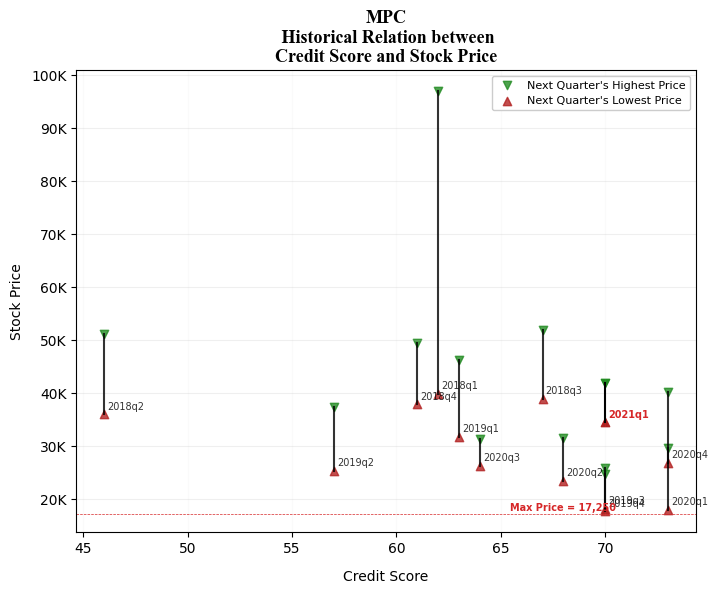 MPC
Historical Relation between
Credit Score and Stock Price
Next Quarter's Highest Price
Next Quarter's Lowest Price
100K
90K
80K
70K
60K
50K
40K
30K
20K
Stock Price
2018q2
2019q2
2018q4
2018q1
2019q1
2020q3
2018q3
2020q2
2021q1
2019q3
2019q4
2020q4
2020q1
Max Price =
45
50
55
60
65
70
Credit Score